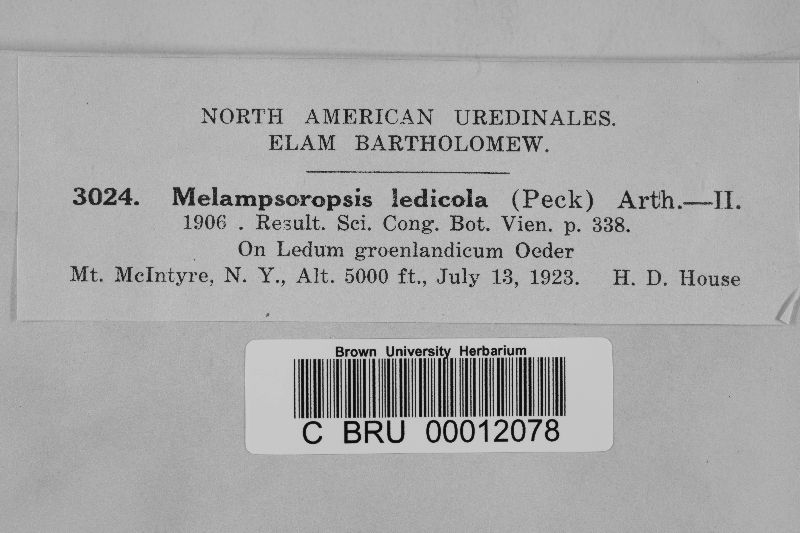 NORTH AMERICAN UREDINALES.
ELAM BARTHOLOMEW.
3024. Melampsoropsis ledicola (Peck) Arth.—II.
1906 . Result. Sci. Cong. Bot. Vien. p. 338.
On Ledum groenlandicum Oeder
Mt. McIntyre, N. Y., Alt. 5000 ft., July 13, 1923. H. D. House
Brown University Herbarium
C BRU 00012078